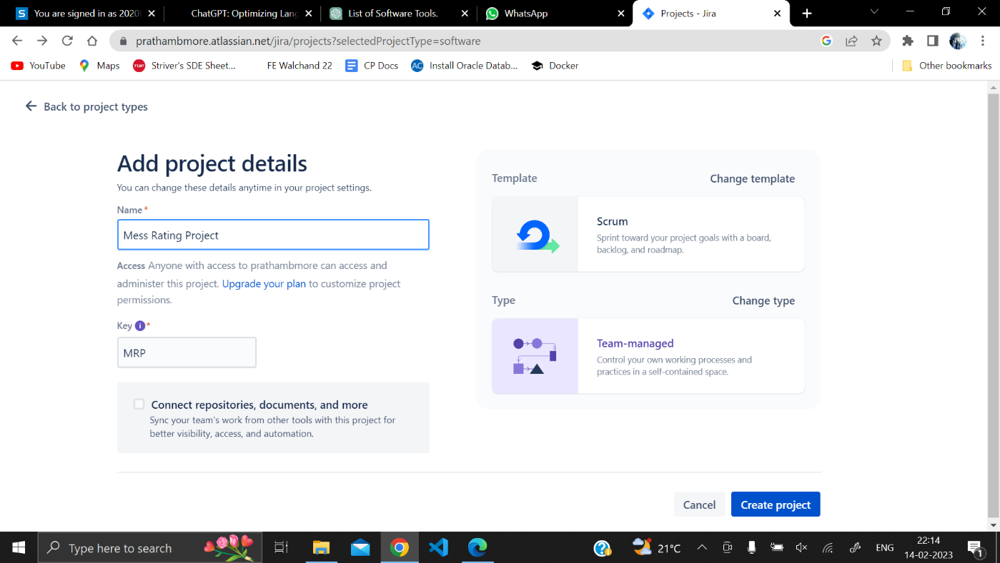 You are signed in as 2020
ChatGPT: Optimizing Lang
List of Software Tools.
WhatsApp
Projects - Jira
prathambmore.atlassian.net/jira/projects?selectedProjectType=software
YouTube
Maps
TUF
Striver's SDE Sheet...
FE Walchand 22
CP Docs
AC
Install Oracle Datab...
Docker
Other bookmarks
Back to project types
Add project details
You can change these details anytime in your project settings.
Name *
Mess Rating Project
Access Anyone with access to prathambmore can access and
administer this project. Upgrade your plan to customize project
permissions.
Key i *
MRP
Connect repositories, documents, and more
Sync your team's work from other tools with this project for
better visibility, access, and automation.
Template
Change template
Scrum
Sprint toward your project goals with a board,
backlog, and roadmap.
Type
Change type
Team-managed
Control your own working processes and
practices in a self-contained space.
Cancel
Create project
Type here to search
21°C
ENG
22:14
14-02-2023
1